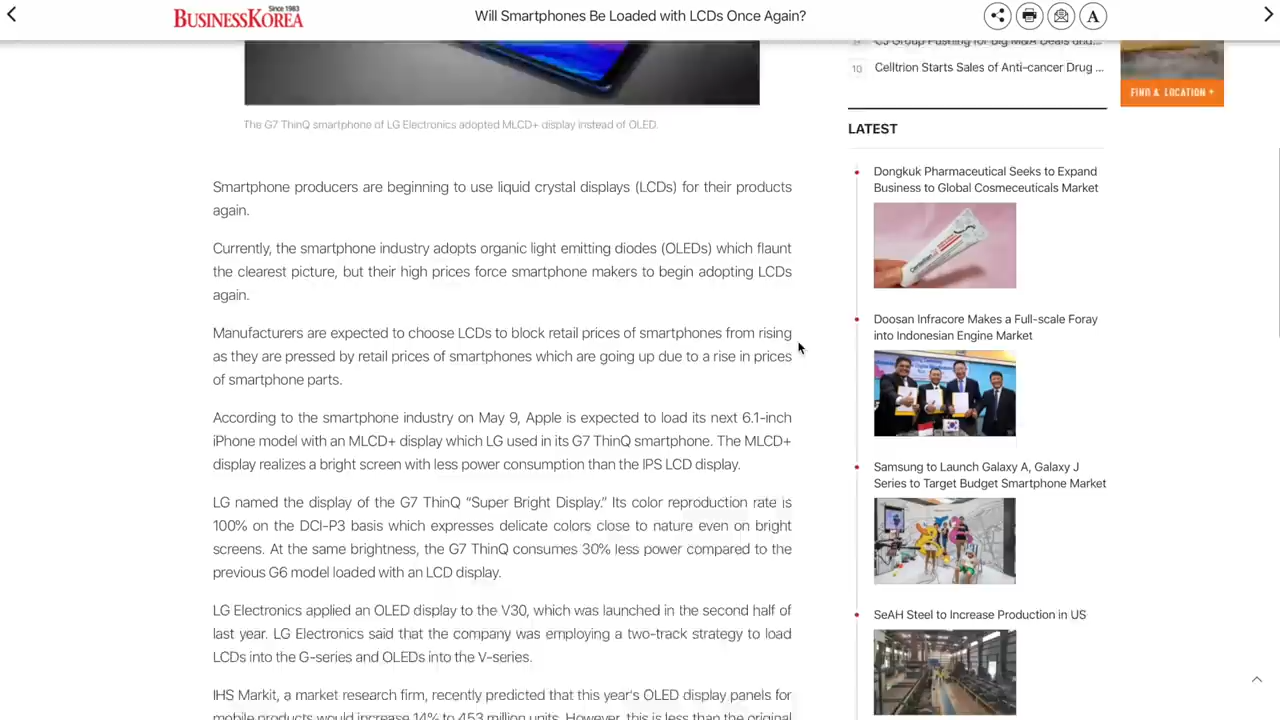 Since 1983
BUSINESSKOREA
Will Smartphones Be Loaded with LCDs Once Again?
A
The G7 ThinQ smartphone of LG Electronics adopted MLCD+ display instead of OLED.
Smartphone producers are beginning to use liquid crystal displays (LCDs) for their products
again.
Currently, the smartphone industry adopts organic light emitting diodes (OLEDs) which flaunt
the clearest picture, but their high prices force smartphone makers to begin adopting LCDs
again.
Manufacturers are expected to choose LCDs to block retail prices of smartphones from rising
as they are pressed by retail prices of smartphones which are going up due to a rise in prices
of smartphone parts.
According to the smartphone industry on May 9, Apple is expected to load its next 6.1-inch
iPhone model with an MLCD+ display which LG used in its G7 ThinQ smartphone. The MLCD+
display realizes a bright screen with less power consumption than the IPS LCD display.
LG named the display of the G7 ThinQ “Super Bright Display.” Its color reproduction rate is
100% on the DCI-P3 basis which expresses delicate colors close to nature even on bright
screens. At the same brightness, the G7 ThinQ consumes 30% less power compared to the
previous G6 model loaded with an LCD display.
LG Electronics applied an OLED display to the V30, which was launched in the second half of
last year. LG Electronics said that the company was employing a two-track strategy to load
LCDs into the G-series and OLEDs into the V-series.
IHS Markit, a market research firm, recently predicted that this year's OLED display panels for
mobile products would increase 14% to 453 million units. However, this is less than the original
9 CJ Group Pushing for Big M&A Deals and...
10 Celltrion Starts Sales of Anti-cancer Drug ...
FIND A LOCATION
LATEST
Dongkuk Pharmaceutical Seeks to Expand
Business to Global Cosmeceuticals Market
Doosan Infracore Makes a Full-scale Foray
into Indonesian Engine Market
Samsung to Launch Galaxy A, Galaxy J
Series to Target Budget Smartphone Market
SeAH Steel to Increase Production in US